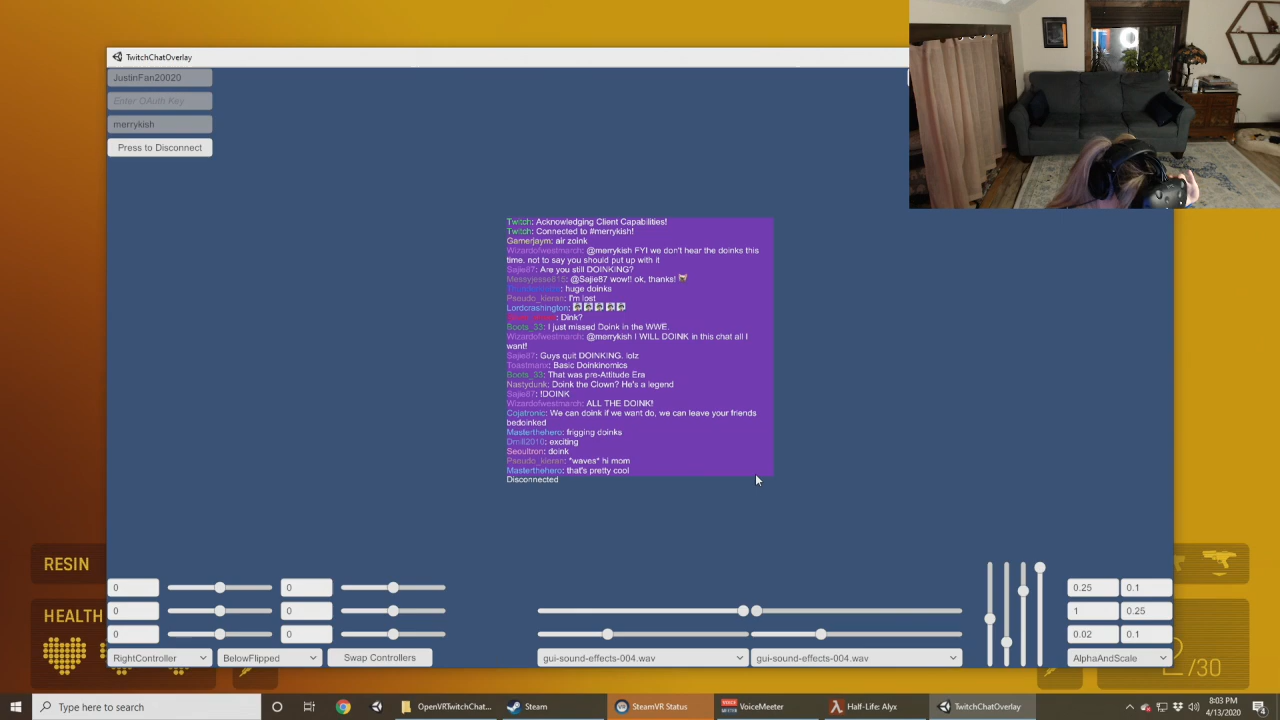 TwitchChatOverlay
JustinFan20020
Enter OAuth Key
merrykish
Press to Disconnect
Twitch: Acknowledging Client Capabilities!
Twitch: Connected to #merrykish!
Gamerjaym: air zoink
Wizardofwestmarch: @merrykish FYI we don't hear the doinks this
time. not to say you should put up with it
Sajie87: Are you still DOINKING?
Messyjesse815: @Sajie87 wow!! ok, thanks!
: huge doinks
Pseudo_kieran: I'm lost
Lordcrashington:
: Dink?
Boots_33: I just missed Doink in the WWE.
Wizardofwestmarch: @merrykish I WILL DOINK in this chat all I
want!
Sajie87: Guys quit DOINKING. lolz
Toastmanx: Basic Doinkinomics
Boots_33: That was pre-Attitude Era
Nastydunk: Doink the Clown? He's a legend
Sajie87: !DOINK
Wizardofwestmarch: ALL THE DOINK!
Cojatronic: We can doink if we want do, we can leave your friends
bedoinked
Masterthehero: frigging doinks
Dmill2010: exciting
Seoultron: doink
Pseudo_kieran: *waves* hi mom
Masterthehero: that's pretty cool
Disconnected
RESIN
HEALTH
0 0
0 0
0 0
0.25 0.1
1 0.25
0.02 0.1
RightController BelowFlipped Swap Controllers gui-sound-effects-004.wav gui-sound-effects-004.wav AlphaAndScale
2/30
Type here to search OpenVRTwitchChat... Steam SteamVR Status VoiceMeeter Half-Life: Alyx TwitchChatOverlay
8:03 PM
4/13/2020
4